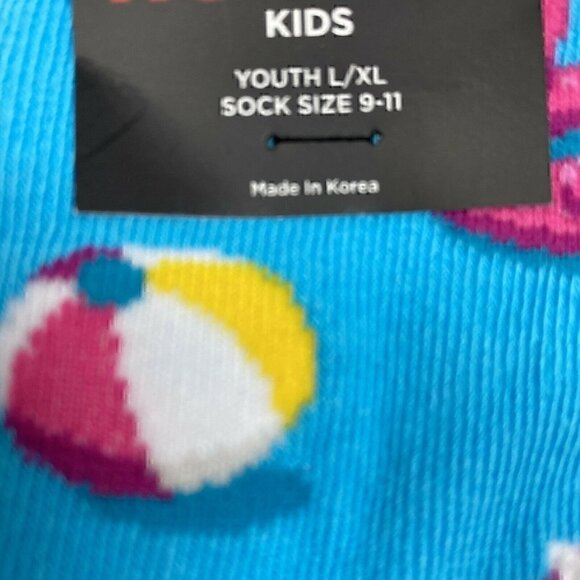 KIDS
YOUTH L/XL
SOCK SIZE 9-11
Made In Korea